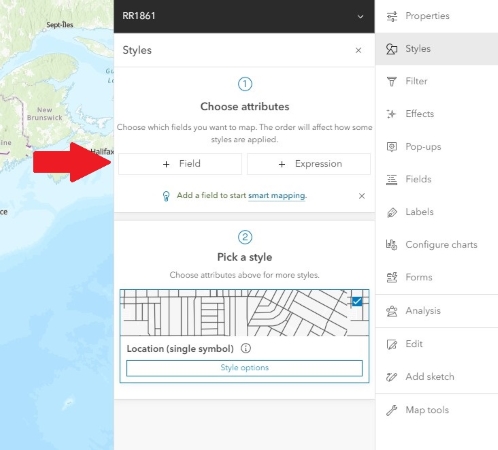 RR1861
Sept-Îles
New
Brunswick
Halifax
Styles
1
Choose attributes
Choose which fields you want to map. The order will affect how some
styles are applied.
+ Field
+ Expression
Add a field to start smart mapping.
2
Pick a style
Choose attributes above for more styles.
Location (single symbol)
Style options
Properties
Styles
Filter
Effects
Pop-ups
Fields
Labels
Configure charts
Forms
Analysis
Edit
Add sketch
Map tools